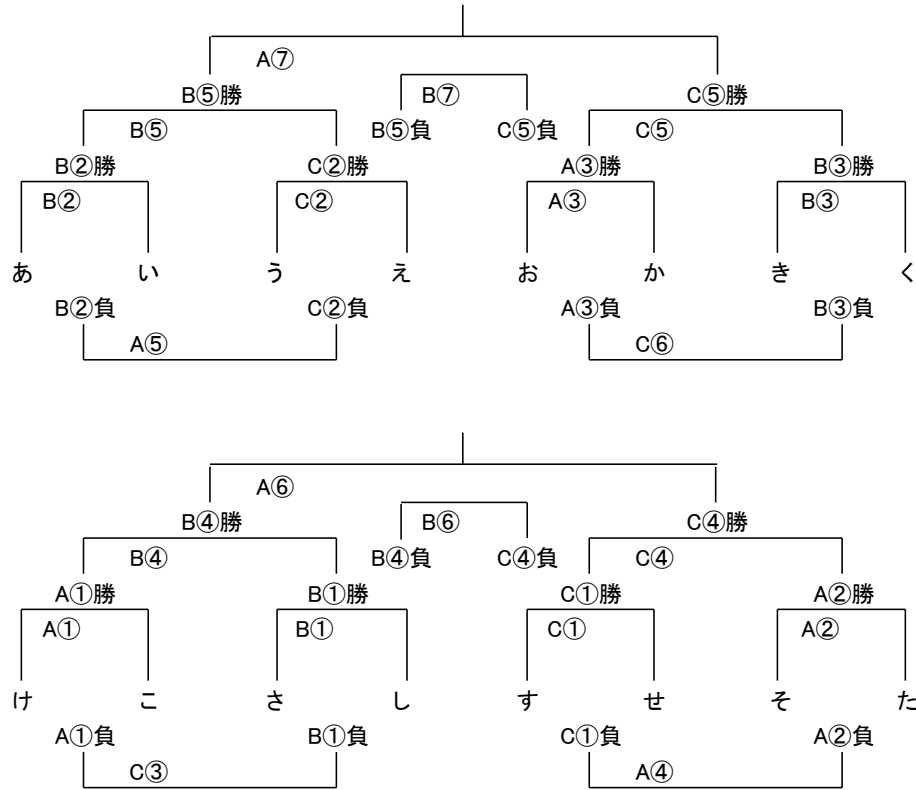 A⑦
B⑤勝 B⑦ C⑤勝
B⑤ B⑤負 C⑤負 C⑤
B②勝 C②勝 A③勝 B③勝
B② C② A③ B③
あ い う え お か き く
B②負 C②負 A③負 B③負
A⑤ C⑥
A⑥
B④勝 B⑥ C④勝
B④ B④負 C④負 C④
A①勝 B①勝 C①勝 A②勝
A① B① C① A②
け こ さ し す せ そ た
A①負 B①負 C①負 A②負
C③ A④